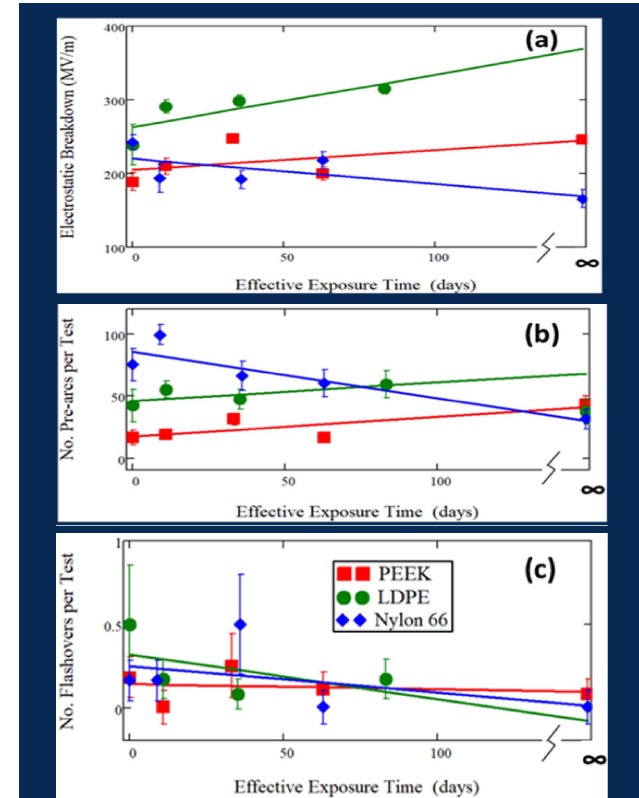 (a)
Electrostatic Breakdown (MV/m)
400
300
200
100
0
50
100
∞
Effective Exposure Time (days)
(b)
No. Pre-arcs per Test
100
50
0
0
50
100
∞
Effective Exposure Time (days)
(c)
No. Flashovers per Test
1
0.5
0
PEEK
LDPE
Nylon 66
0
50
100
∞
Effective Exposure Time (days)